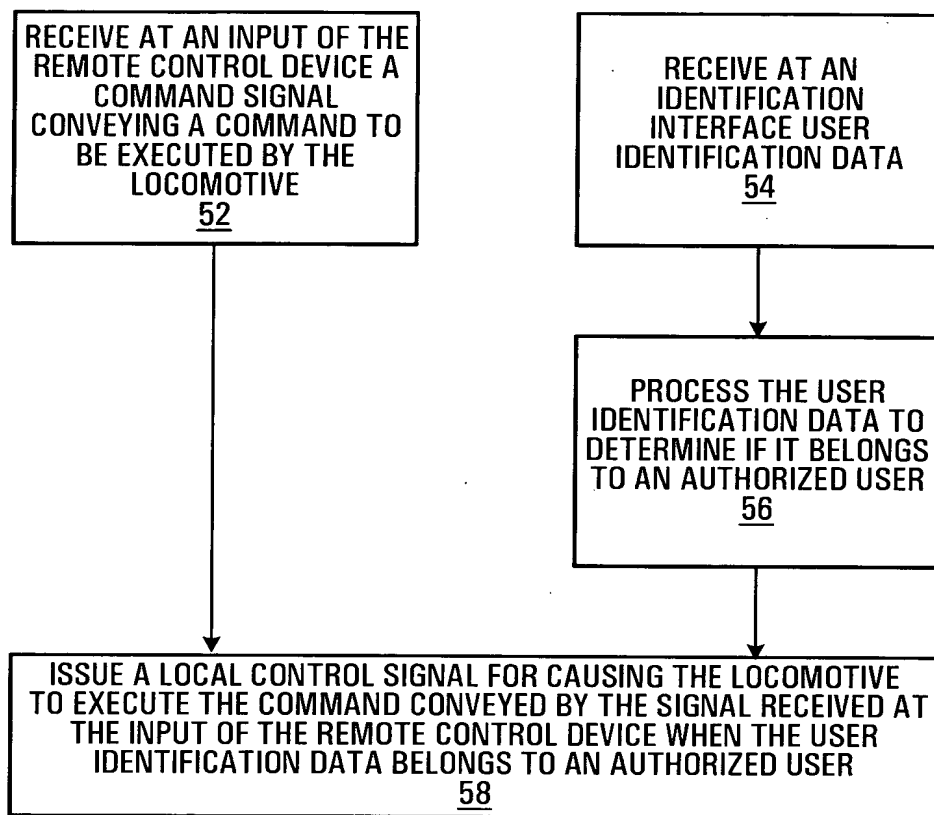 RECEIVE AT AN INPUT OF THE
REMOTE CONTROL DEVICE A
COMMAND SIGNAL
CONVEYING A COMMAND TO
BE EXECUTED BY THE
LOCOMOTIVE
52
RECEIVE AT AN
IDENTIFICATION
INTERFACE USER
IDENTIFICATION DATA
54
PROCESS THE USER
IDENTIFICATION DATA TO
DETERMINE IF IT BELONGS
TO AN AUTHORIZED USER
56
ISSUE A LOCAL CONTROL SIGNAL FOR CAUSING THE LOCOMOTIVE
TO EXECUTE THE COMMAND CONVEYED BY THE SIGNAL RECEIVED AT
THE INPUT OF THE REMOTE CONTROL DEVICE WHEN THE USER
IDENTIFICATION DATA BELONGS TO AN AUTHORIZED USER
58